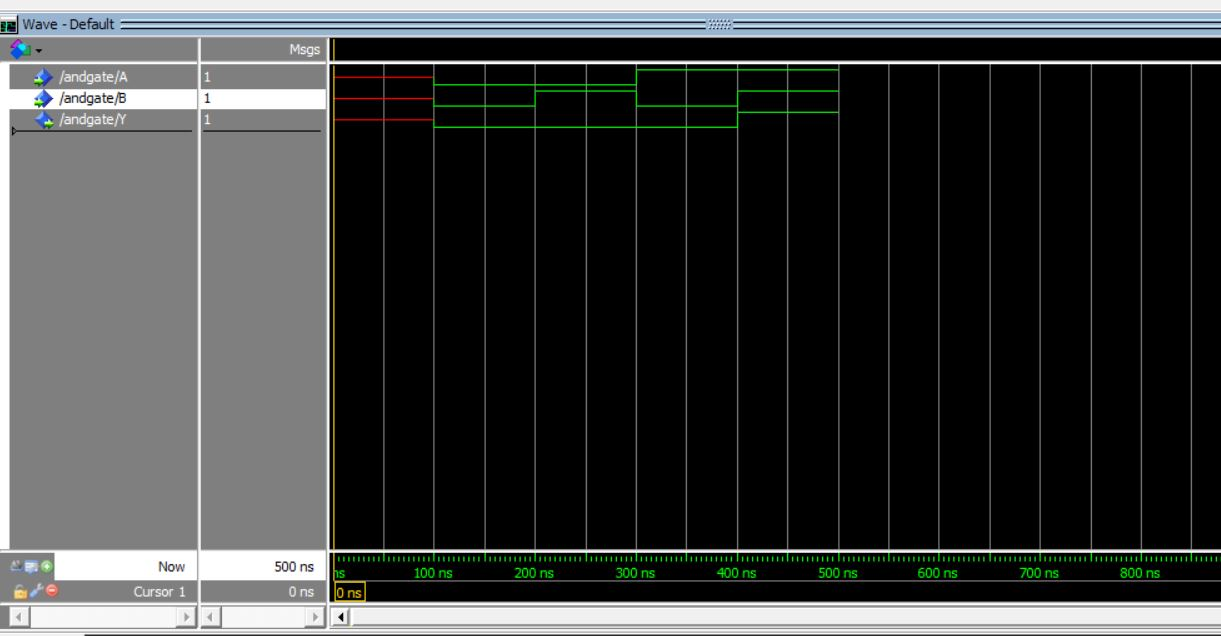 Wave - Default
Msgs
/andgate/A 1
/andgate/B 1
/andgate/Y 1
Now 500 ns
ns 100 ns 200 ns 300 ns 400 ns 500 ns 600 ns 700 ns 800 ns
Cursor 1 0 ns 0 ns